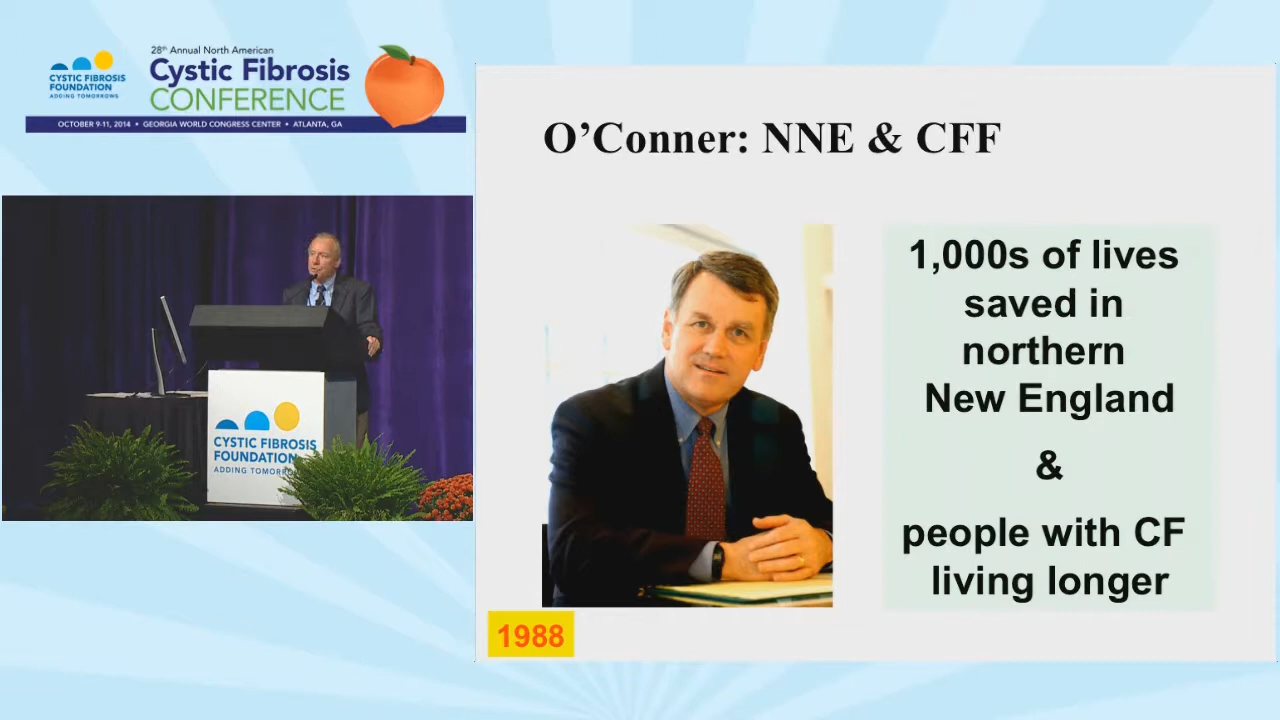 CYSTIC FIBROSIS
FOUNDATION
ADDING TOMORROWS
28th Annual North American
Cystic Fibrosis
CONFERENCE
OCTOBER 9-11, 2014 • GEORGIA WORLD CONGRESS CENTER • ATLANTA, GA
O’Conner: NNE & CFF
1,000s of lives
saved in
northern
New England
&
people with CF
living longer
1988
CYSTIC FIBROSIS
FOUNDATION
ADDING TOMORRO